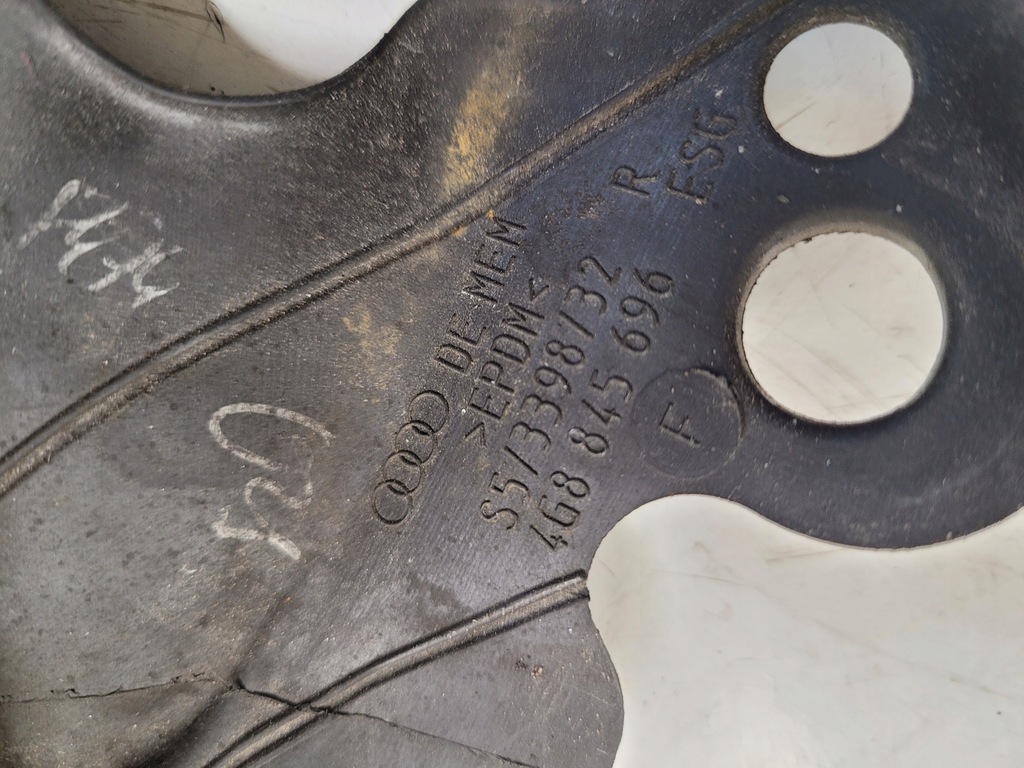 R
ESG
DE MEM
>EPDM<
S5/3398/32
4G8 845 696
F